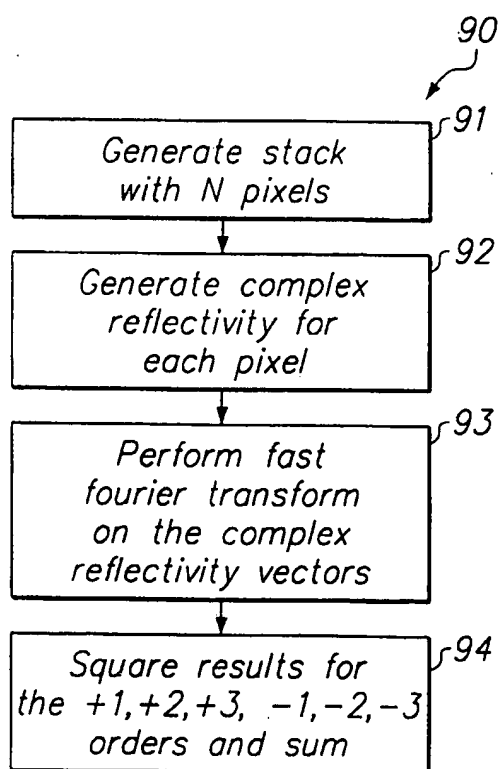 90
91
Generate stack
with N pixels
92
Generate complex
reflectivity for
each pixel
93
Perform fast
fourier transform
on the complex
reflectivity vectors
94
Square results for
the +1,+2,+3, -1,-2,-3
orders and sum